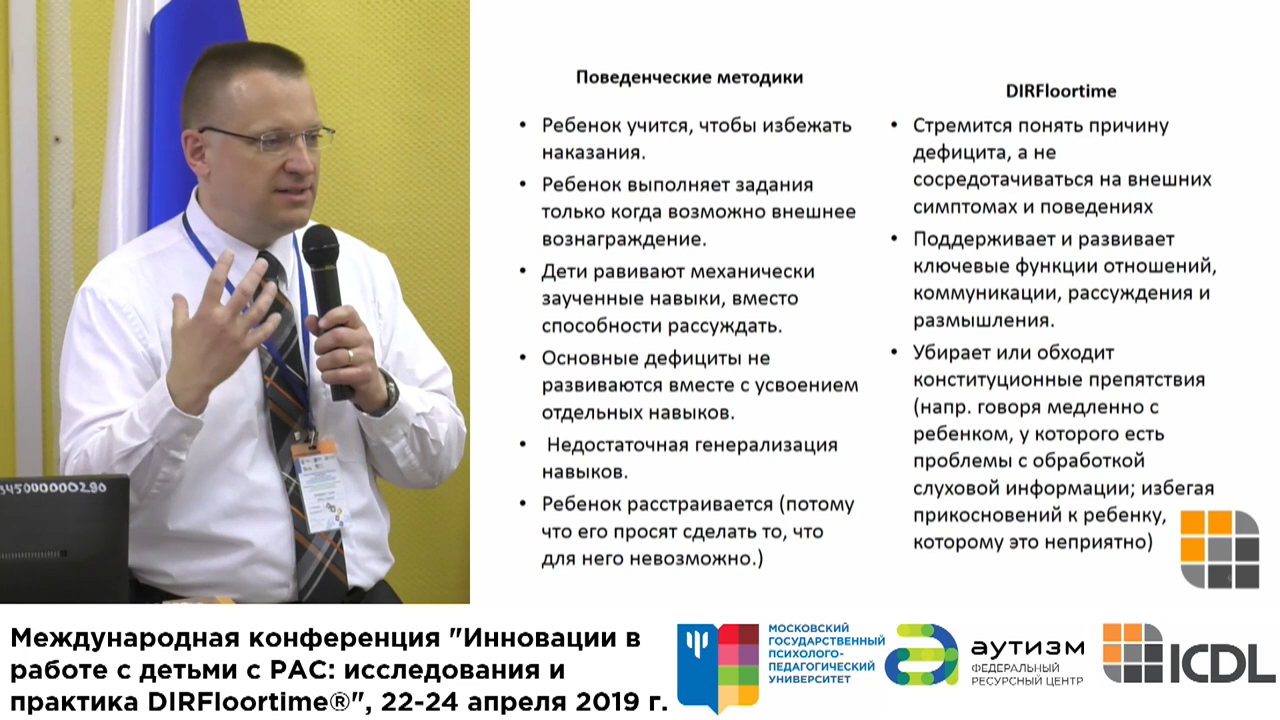 Поведенческие методики
• Ребенок учится, чтобы избежать
наказания.
• Ребенок выполняет задания
только когда возможно внешнее
вознаграждение.
• Дети равивают механически
заученные навыки, вместо
способности рассуждать.
• Основные дефициты не
развиваются вместе с усвоением
отдельных навыков.
• Недостаточная генерализация
навыков.
• Ребенок расстраивается (потому
что его просят сделать то, что
для него невозможно.)
DIRFloortime
• Стремится понять причину
дефицита, а не
сосредотачиваться на внешних
симптомах и поведениях
• Поддерживает и развивает
ключевые функции отношений,
коммуникации, рассуждения и
размышления.
• Убирает или обходит
конституционные препятствия
(напр. говоря медленно с
ребенком, у которого есть
проблемы с обработкой
слуховой информации; избегая
прикосновений к ребенку,
которому это неприятно)
Международная конференция "Инновации в
работе с детьми с РАС: исследования и
практика DIRFloortime®", 22-24 апреля 2019 г.
МОСКОВСКИЙ
ГОСУДАРСТВЕННЫЙ
ПСИХОЛОГО-
ПЕДАГОГИЧЕСКИЙ
УНИВЕРСИТЕТ
аутизм
ФЕДЕРАЛЬНЫЙ
РЕСУРСНЫЙ ЦЕНТР
ICDL